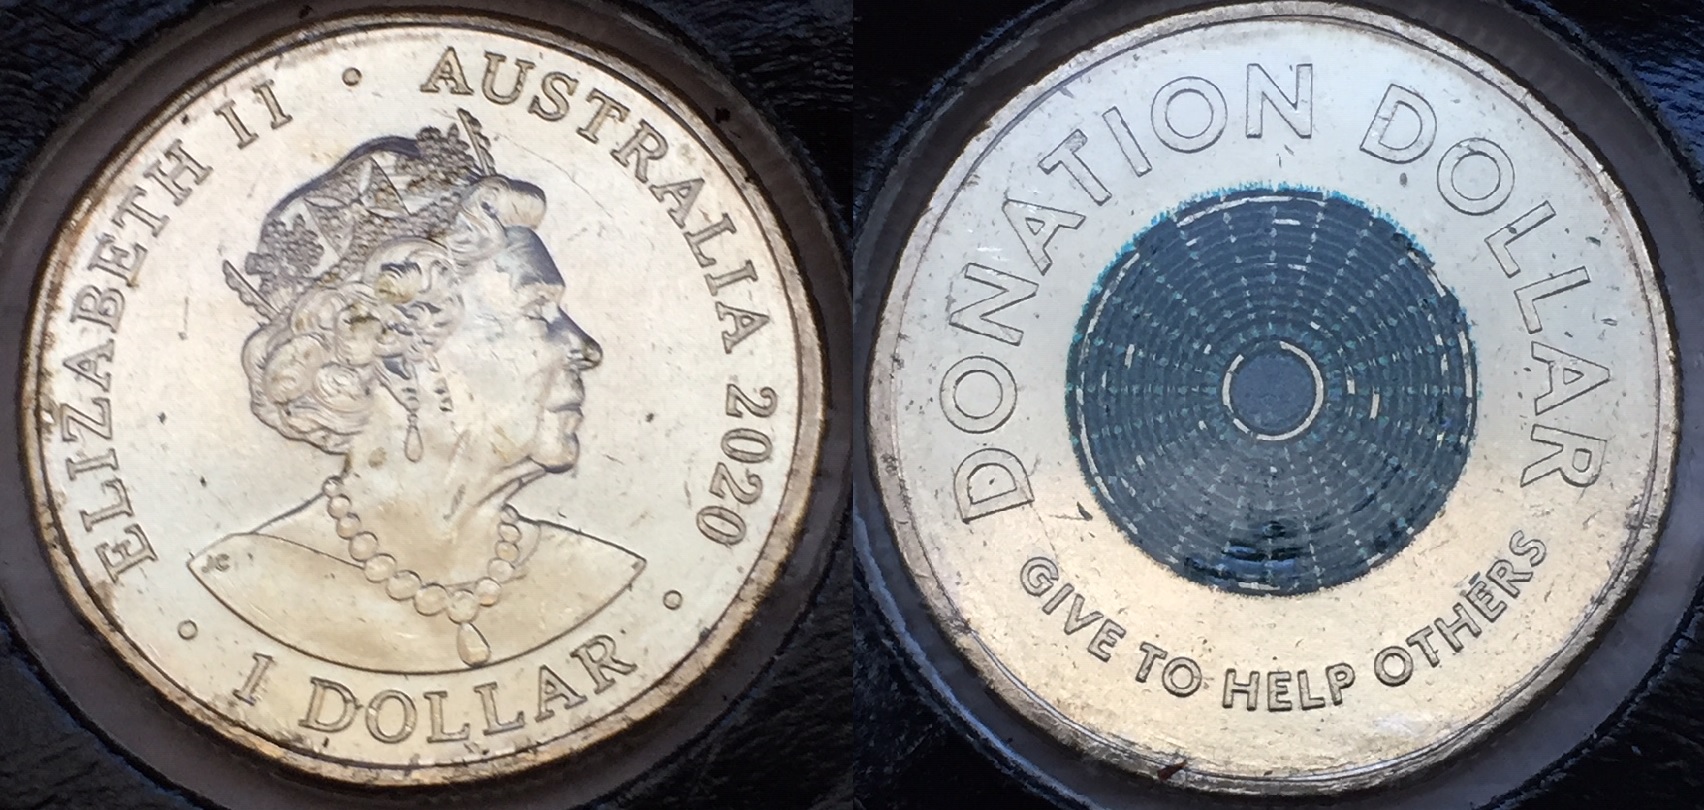 ELIZABETH II • AUSTRALIA 2020
JC
• 1 DOLLAR •
DONATION DOLLAR
GIVE TO HELP OTHERS